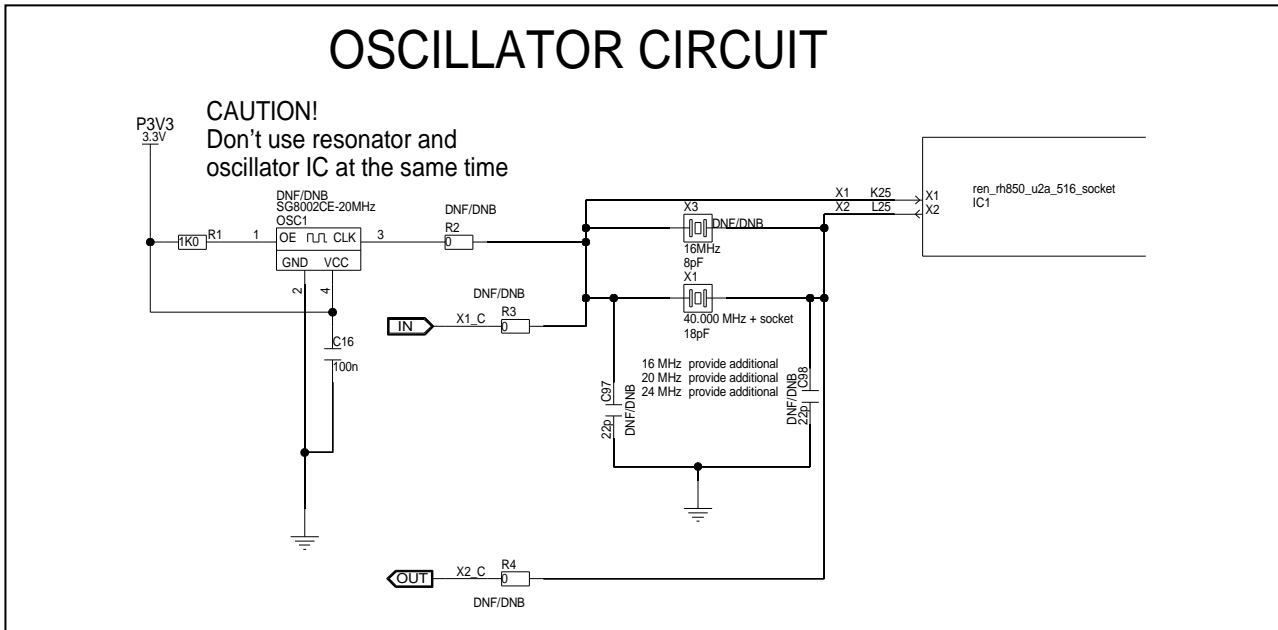 OSCILLATOR CIRCUIT
CAUTION!
Don't use resonator and
oscillator IC at the same time
P3V3
3.3V
DNF/DNB
SG8002CE-20MHz
OSC1
1K0
R1
1
OE
CLK
3
GND
VCC
2
4
C16
100n
DNF/DNB
R2
0
DNF/DNB
IN
X1_C
R3
0
X3
DNF/DNB
16MHz
8pF
X1
40.000 MHz + socket
18pF
16 MHz provide additional
20 MHz provide additional
24 MHz provide additional
C97
22p
DNF/DNB
C98
22p
DNF/DNB
X1
K25
X1
X2
L25
X2
ren_rh850_u2a_516_socket
IC1
OUT
X2_C
R4
0
DNF/DNB